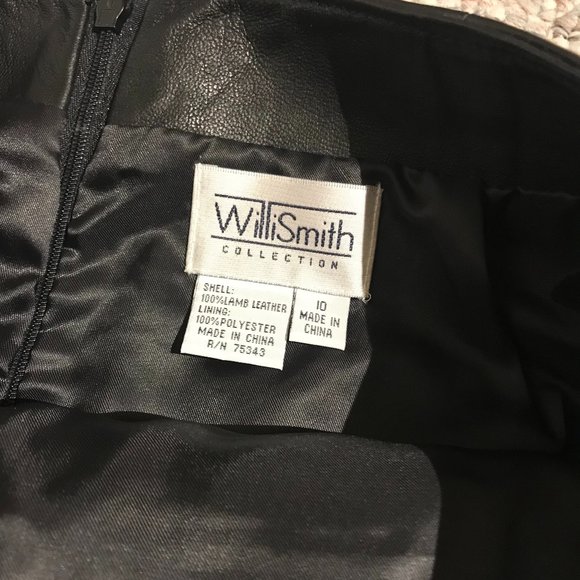 WilliSmith
COLLECTION
SHELL:
100%LAMB LEATHER
LINING:
100%POLYESTER
MADE IN CHINA
R/N 75343
10
MADE IN
CHINA